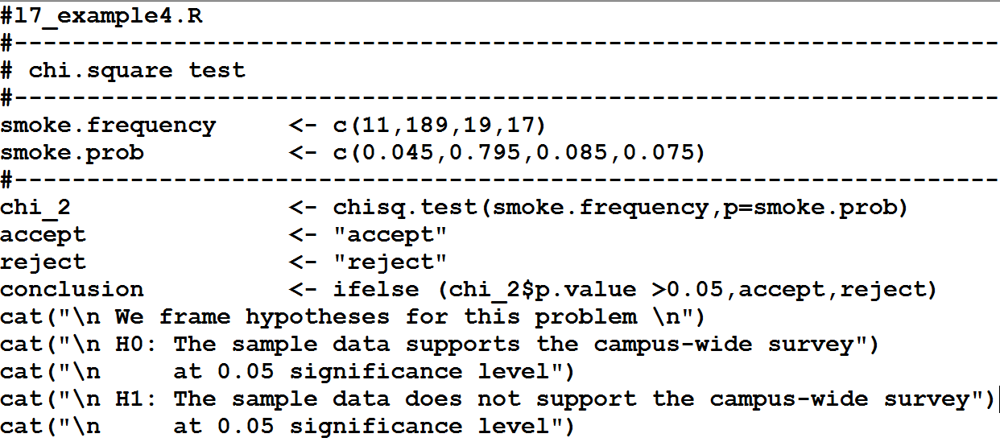 #l7_example4.R
#--------------------------------------------------------------------
# chi.square test
#--------------------------------------------------------------------
smoke.frequency     <- c(11,189,19,17)
smoke.prob          <- c(0.045,0.795,0.085,0.075)
#--------------------------------------------------------------------
chi_2               <- chisq.test(smoke.frequency,p=smoke.prob)
accept              <- "accept"
reject              <- "reject"
conclusion          <- ifelse (chi_2$p.value >0.05,accept,reject)
cat("\n We frame hypotheses for this problem \n")
cat("\n H0: The sample data supports the campus-wide survey")
cat("\n     at 0.05 significance level")
cat("\n H1: The sample data does not support the campus-wide survey")
cat("\n     at 0.05 significance level")